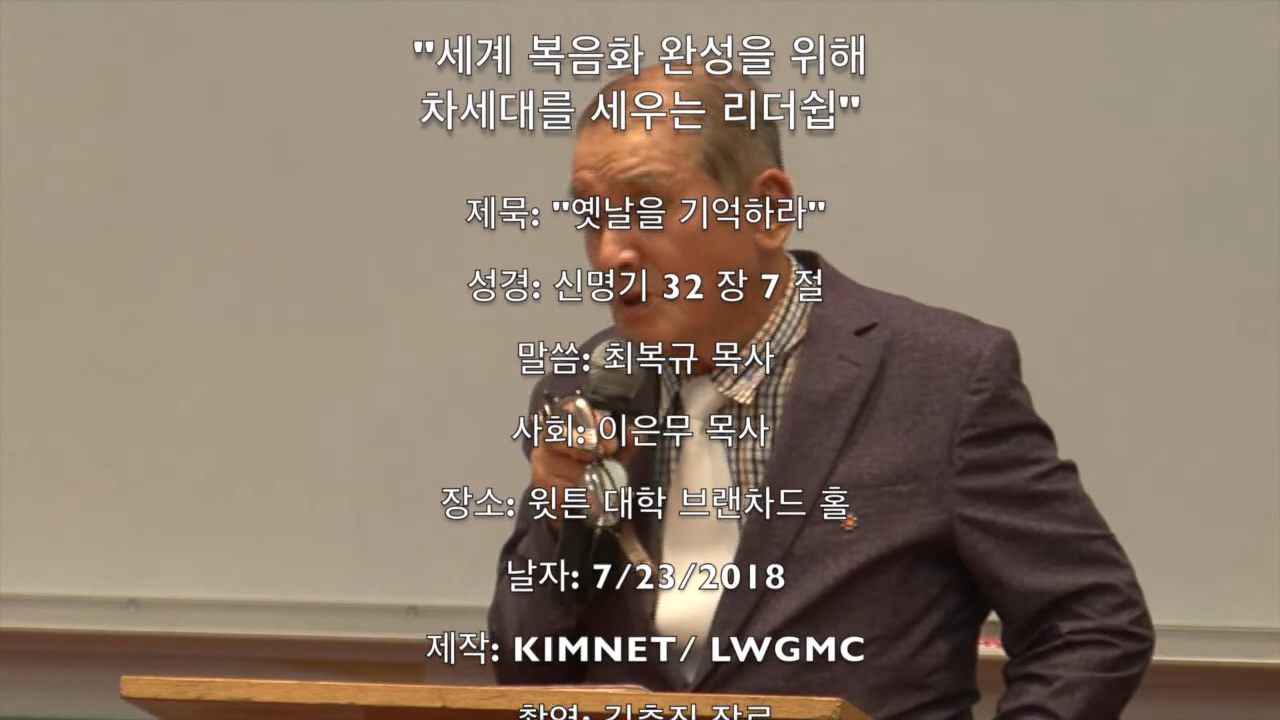 "세계 복음화 완성을 위해
차세대를 세우는 리더쉽"
제묵: "옛날을 기억하라"
성경: 신명기 32 장 7 절
말씀: 최복규 목사
사회: 이은무 목사
장소: 윗튼 대학 브랜차드 홀
날자: 7/23/2018
제작: KIMNET/ LWGMC